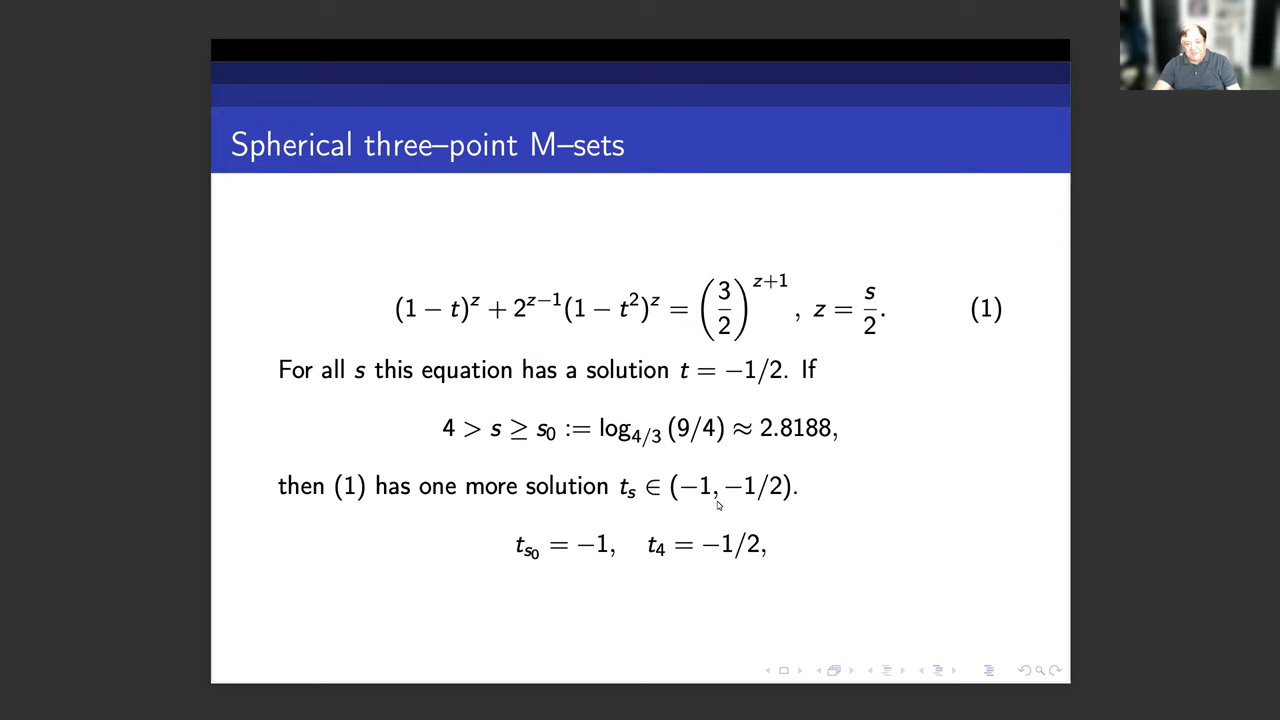 Spherical three–point M–sets
(1 − t)^z + 2^{z−1}(1 − t^2)^z = (3/2)^{z+1}, z = s/2. (1)
For all s this equation has a solution t = −1/2. If
4 > s ≥ s_0 := log_{4/3} (9/4) ≈ 2.8188,
then (1) has one more solution t_s ∈ (−1, −1/2).
t_{s_0} = −1, t_4 = −1/2,